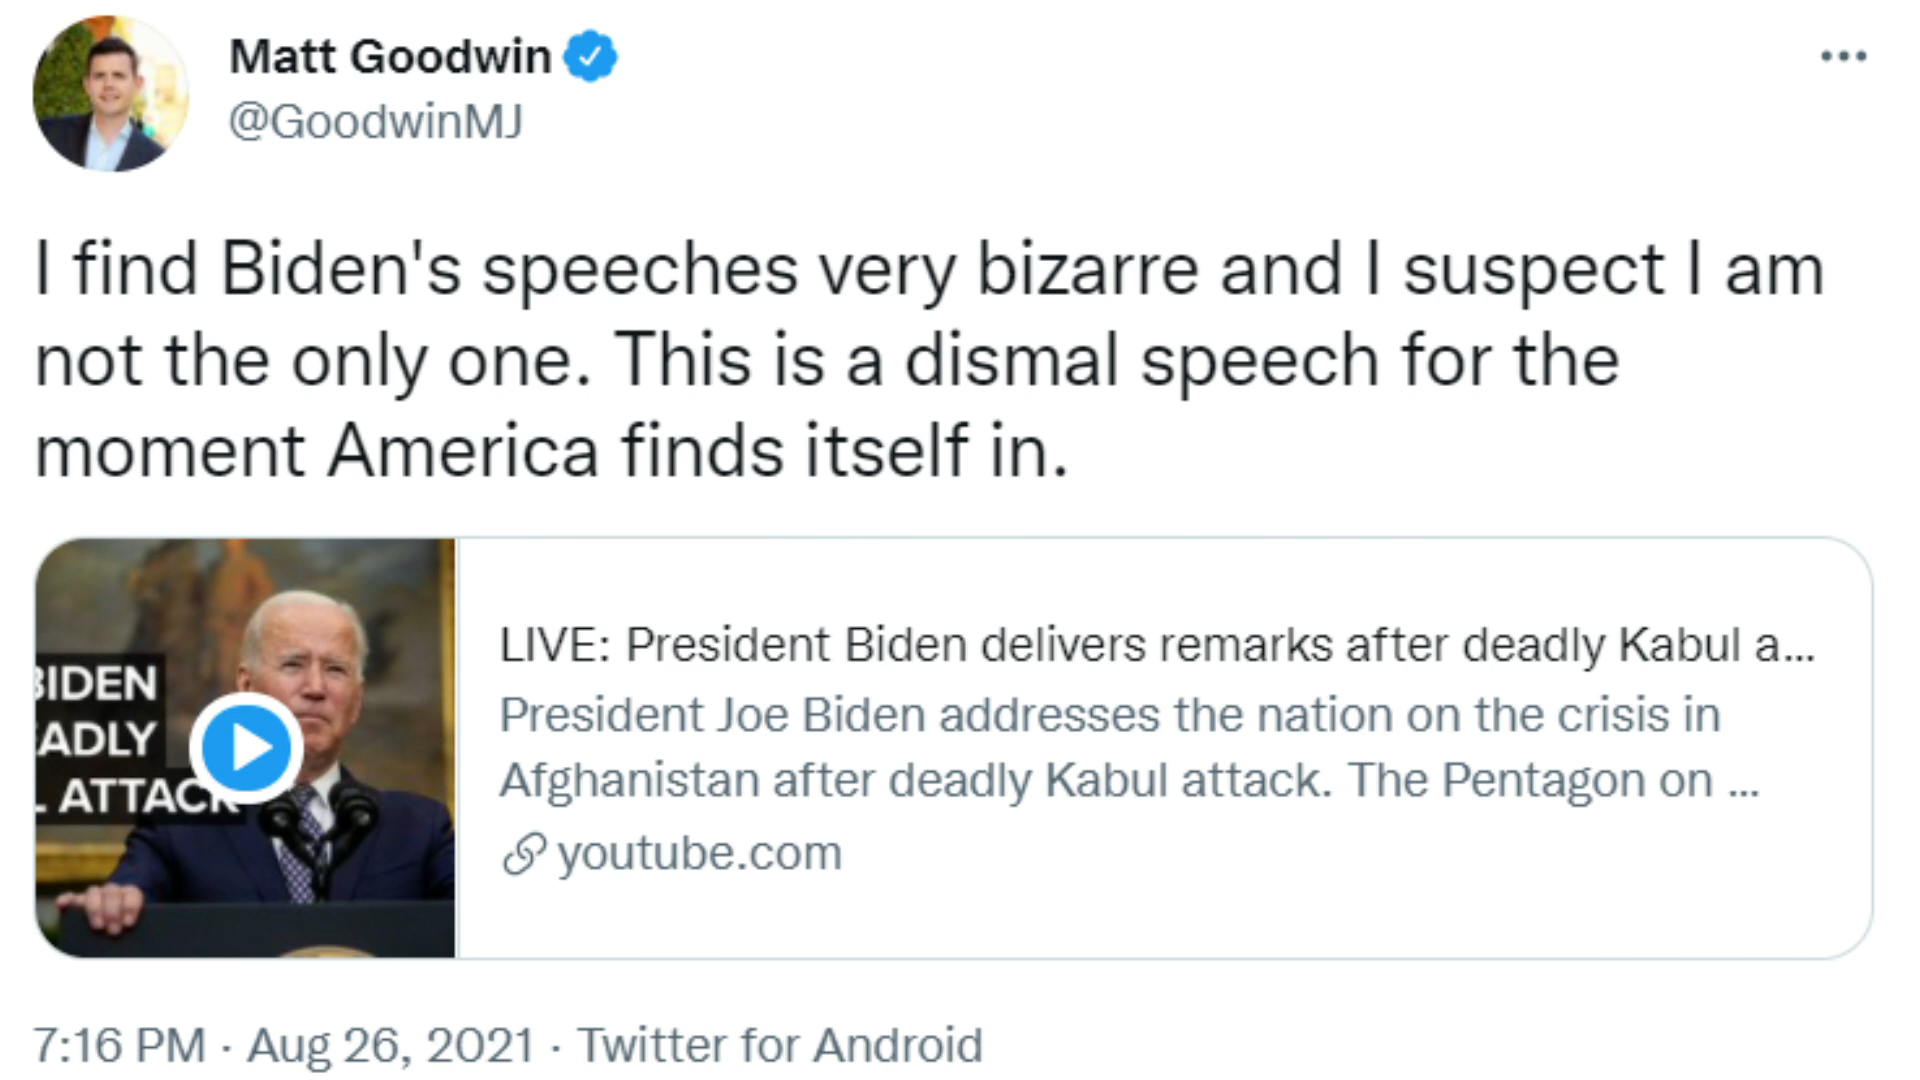 Matt Goodwin
@GoodwinMJ
I find Biden's speeches very bizarre and I suspect I am
not the only one. This is a dismal speech for the
moment America finds itself in.
BIDEN
EADLY
L ATTACK
LIVE: President Biden delivers remarks after deadly Kabul a...
President Joe Biden addresses the nation on the crisis in
Afghanistan after deadly Kabul attack. The Pentagon on ...
youtube.com
7:16 PM · Aug 26, 2021 · Twitter for Android